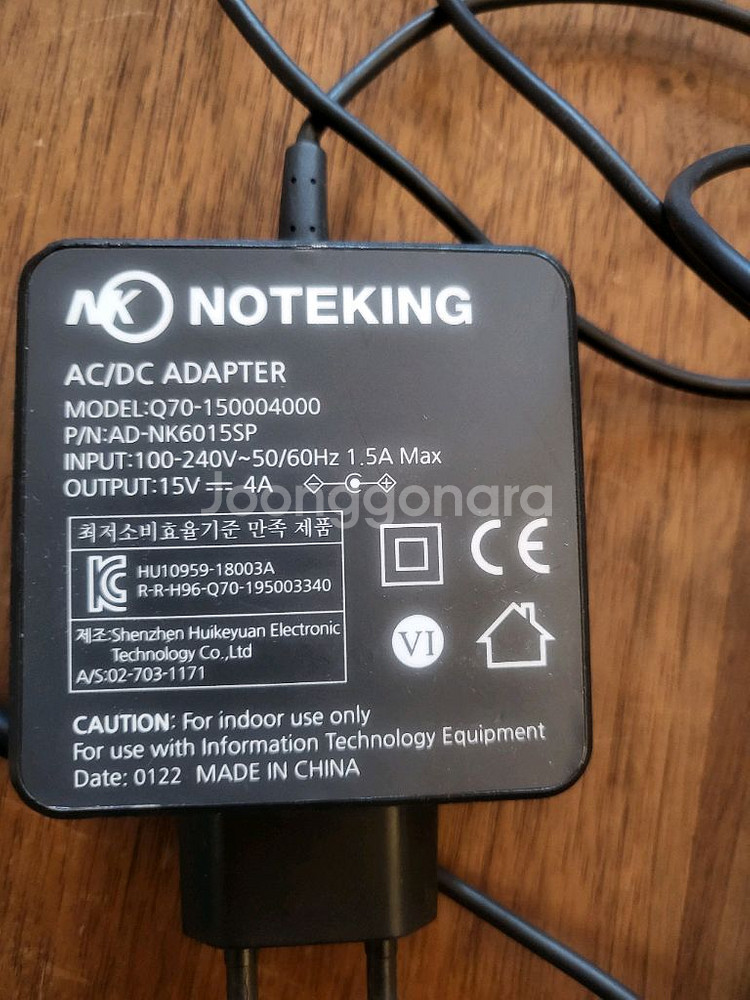 NK NOTEKING
AC/DC ADAPTER
MODEL:Q70-150004000
P/N:AD-NK6015SP
INPUT:100-240V~50/60Hz 1.5A Max
OUTPUT:15V ⎓ 4A
Joonggonara
최저소비효율기준 만족 제품
HU10959-18003A
R-R-H96-Q70-195003340
제조:Shenzhen Huikeyuan Electronic
Technology Co.,Ltd
A/S:02-703-1171
CE
VI
CAUTION: For indoor use only
For use with Information Technology Equipment
Date: 0122 MADE IN CHINA